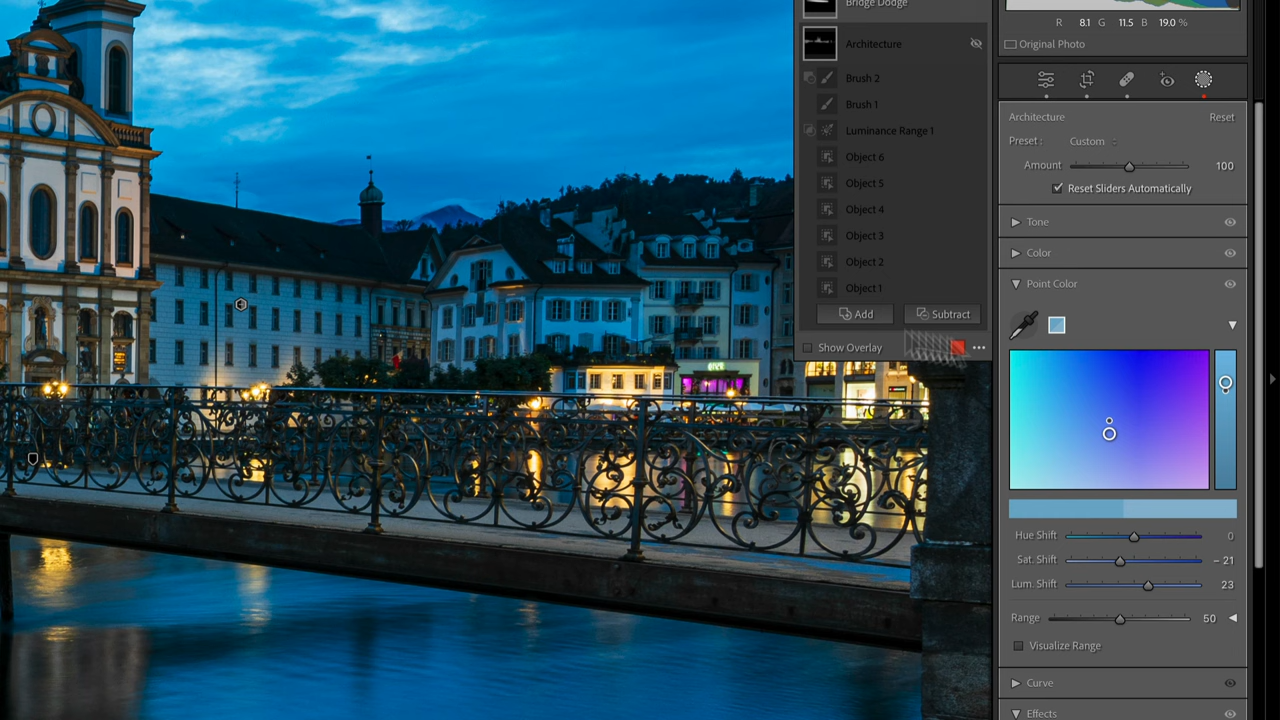 Bridge Dodge
Architecture
Brush 2
Brush 1
Luminance Range 1
Object 6
Object 5
Object 4
Object 3
Object 2
Object 1
Add
Subtract
Show Overlay
R 8.1 G 11.5 B 19.0 %
Original Photo
Architecture
Reset
Preset :
Custom
Amount
100
Reset Sliders Automatically
Tone
Color
Point Color
Hue Shift
0
Sat. Shift
– 21
Lum. Shift
23
Range
50
Visualize Range
Curve
Effects